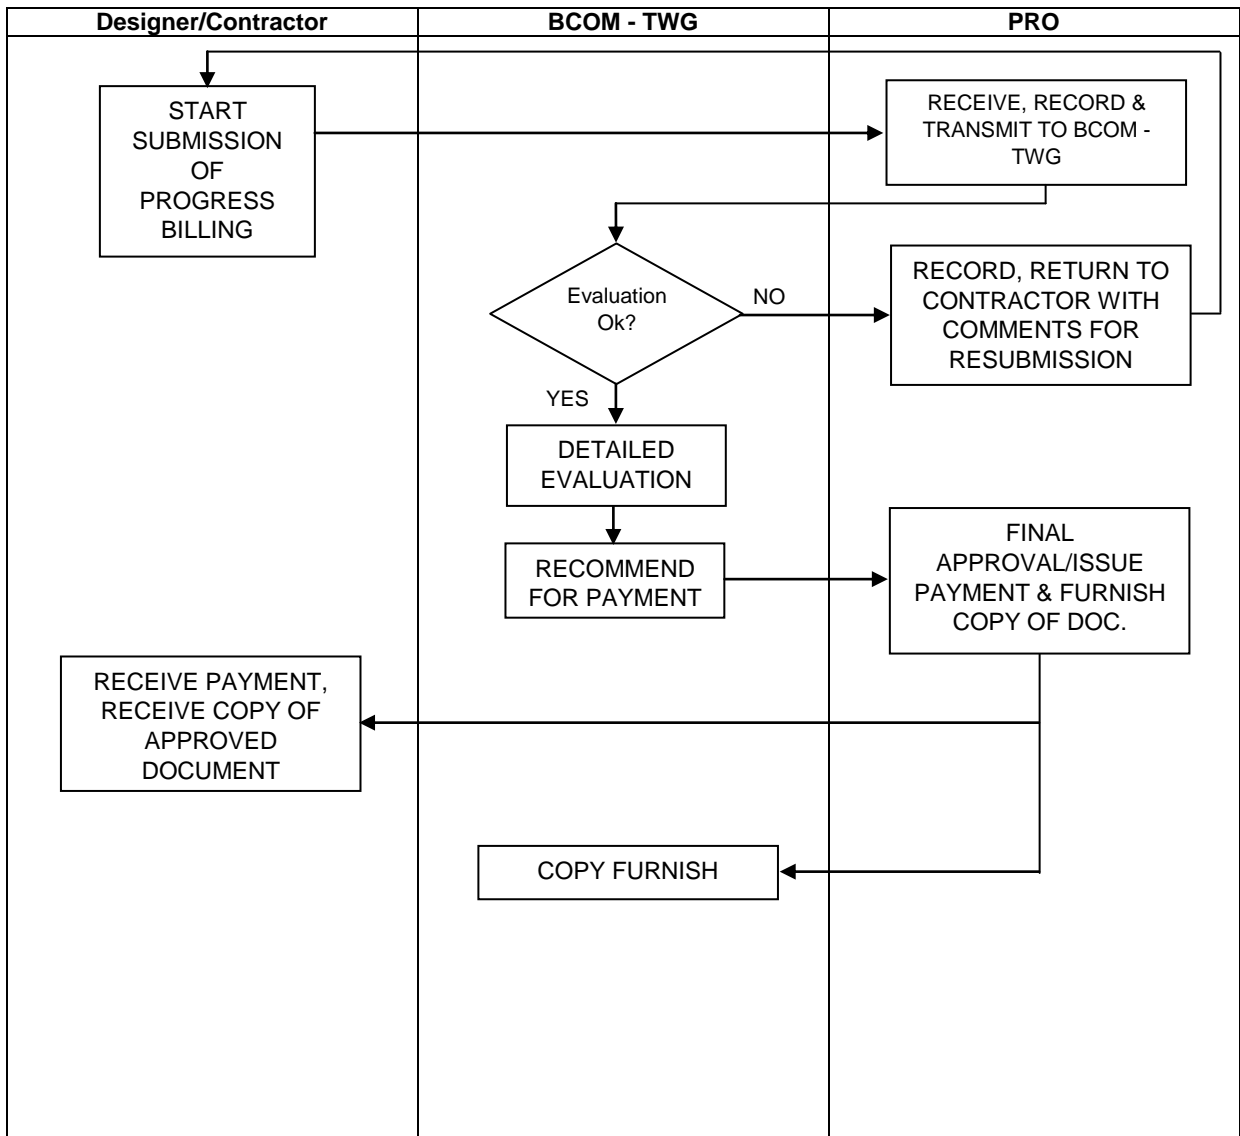 Designer/Contractor
BCOM - TWG
PRO
START
SUBMISSION
OF
PROGRESS
BILLING
RECEIVE, RECORD &
TRANSMIT TO BCOM -
TWG
Evaluation
Ok?
NO
RECORD, RETURN TO
CONTRACTOR WITH
COMMENTS FOR
RESUBMISSION
YES
DETAILED
EVALUATION
RECOMMEND
FOR PAYMENT
FINAL
APPROVAL/ISSUE
PAYMENT & FURNISH
COPY OF DOC.
RECEIVE PAYMENT,
RECEIVE COPY OF
APPROVED
DOCUMENT
COPY FURNISH